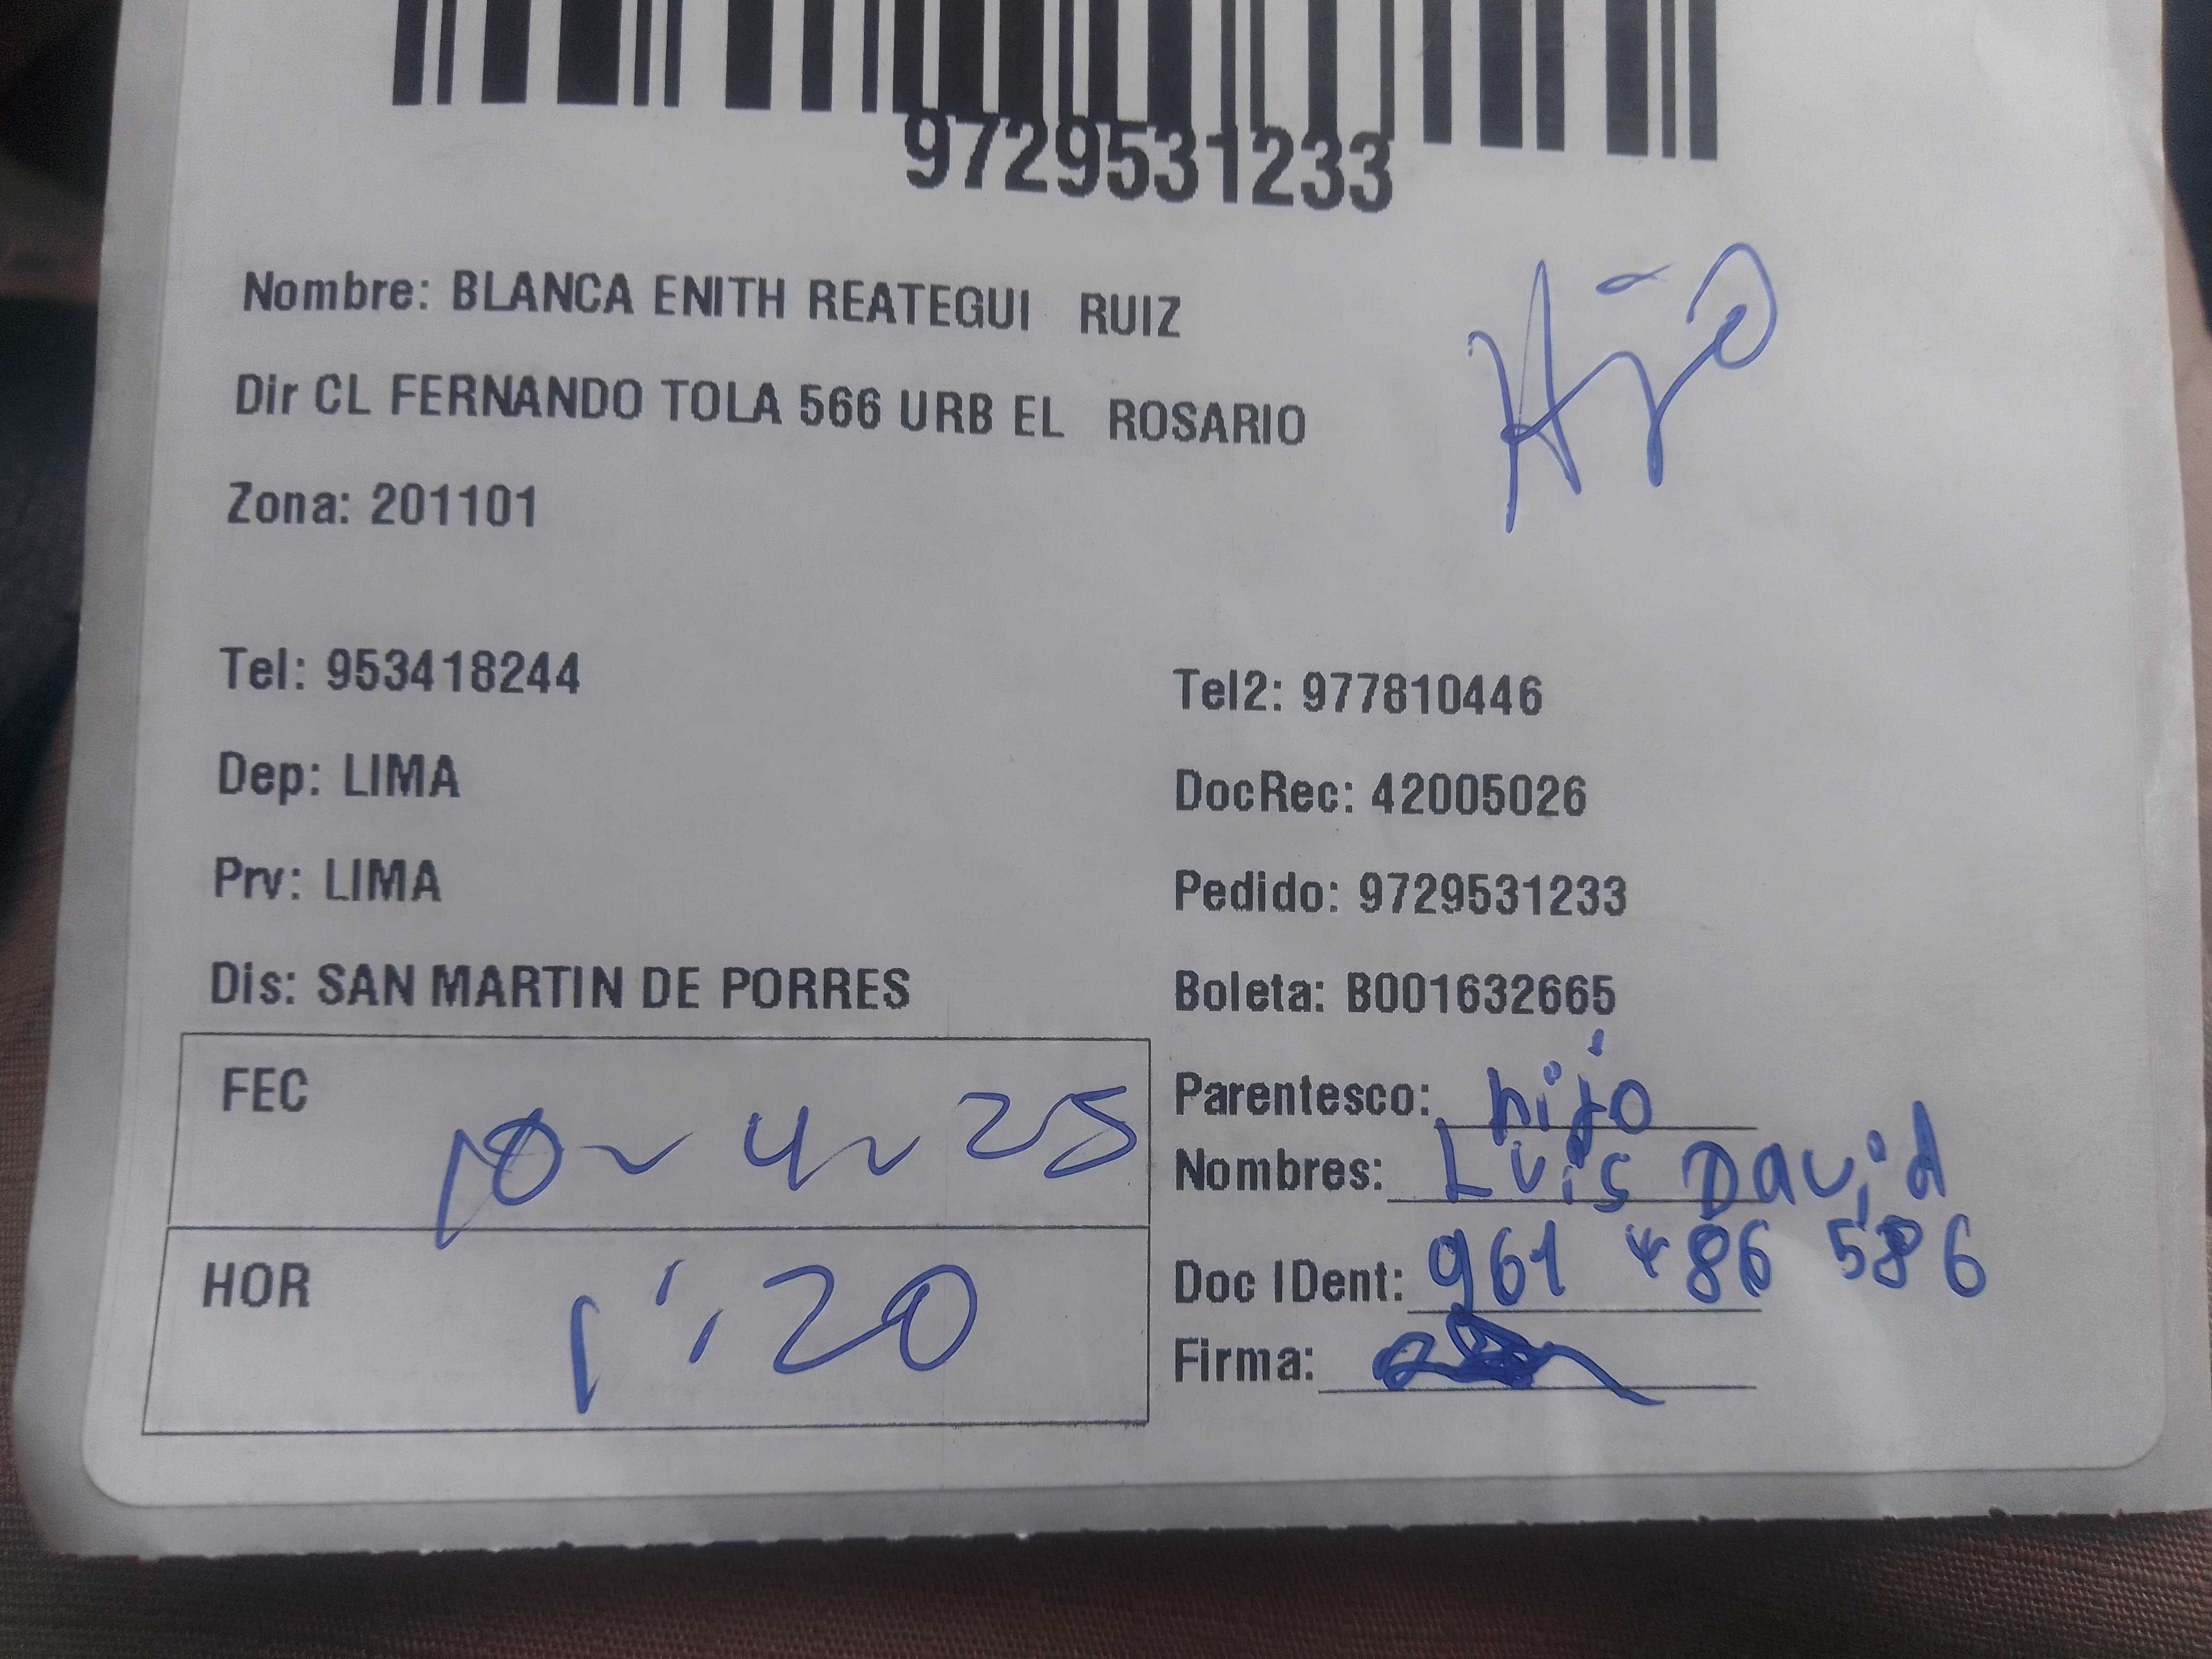 9729531233
Nombre: BLANCA ENITH REATEGUI RUIZ
Hijo
Dir CL FERNANDO TOLA 566 URB EL ROSARIO
Zona: 201101
Tel: 953418244
Tel2: 977810446
Dep: LIMA
DocRec: 42005026
Prv: LIMA
Pedido: 9729531233
Dis: SAN MARTIN DE PORRES
Boleta: B001632665
FEC 10-4-25
Parentesco: hijo
Nombres: Luis David
HOR 1:20
Doc IDent: 961 486 586
Firma: